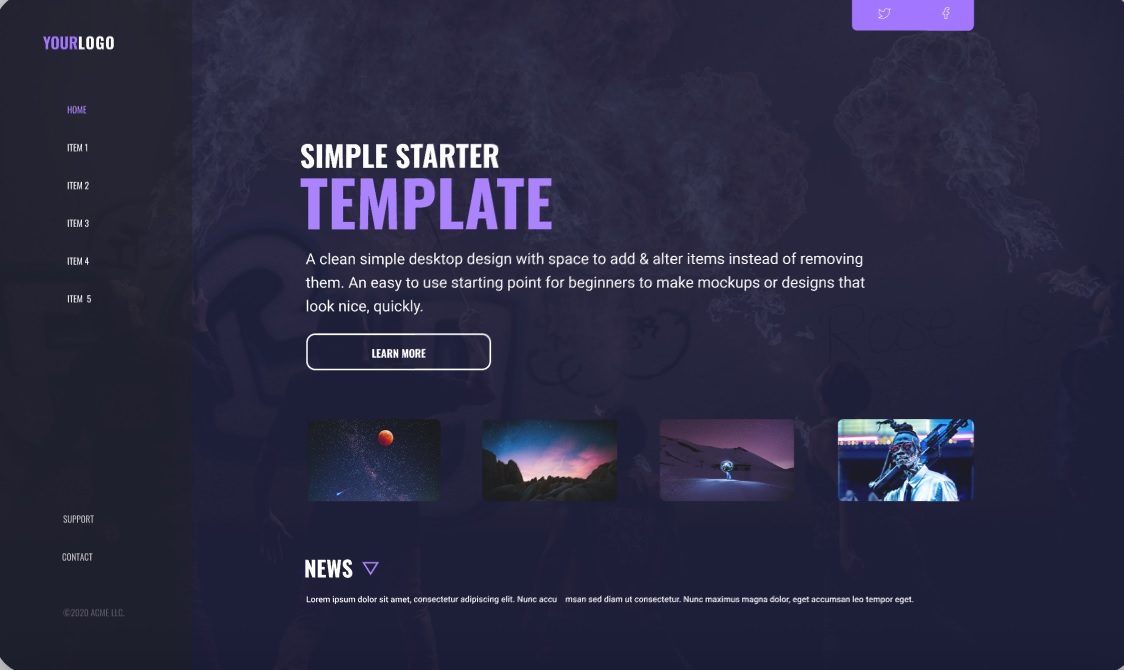 YOURLOGO
HOME
ITEM 1
ITEM 2
ITEM 3
ITEM 4
ITEM 5
SUPPORT
CONTACT
©2020 ACME LLC.
SIMPLE STARTER
TEMPLATE
A clean simple desktop design with space to add & alter items instead of removing
them. An easy to use starting point for beginners to make mockups or designs that
look nice, quickly.
LEARN MORE
NEWS
Lorem ipsum dolor sit amet, consectetur adipiscing elit. Nunc accu msan sed diam ut consectetur. Nunc maximus magna dolor, eget accumsan leo tempor eget.